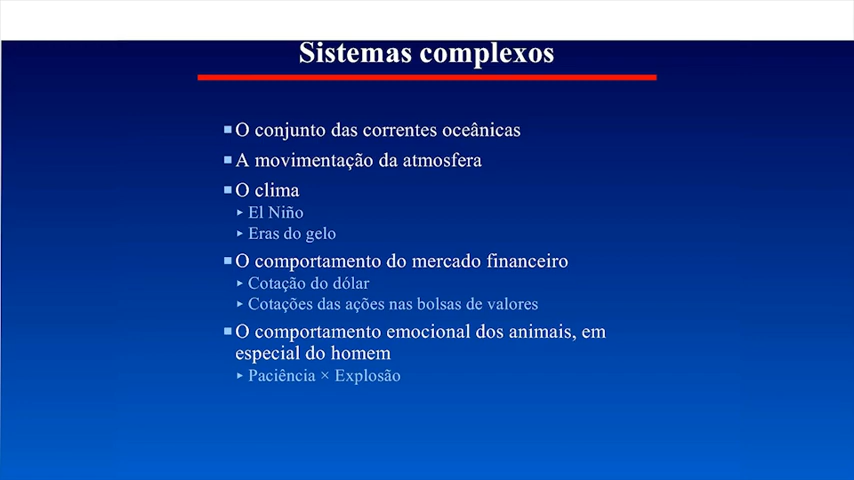 Sistemas complexos
O conjunto das correntes oceânicas
A movimentação da atmosfera
O clima
El Niño
Eras do gelo
O comportamento do mercado financeiro
Cotação do dólar
Cotações das ações nas bolsas de valores
O comportamento emocional dos animais, em
especial do homem
Paciência × Explosão